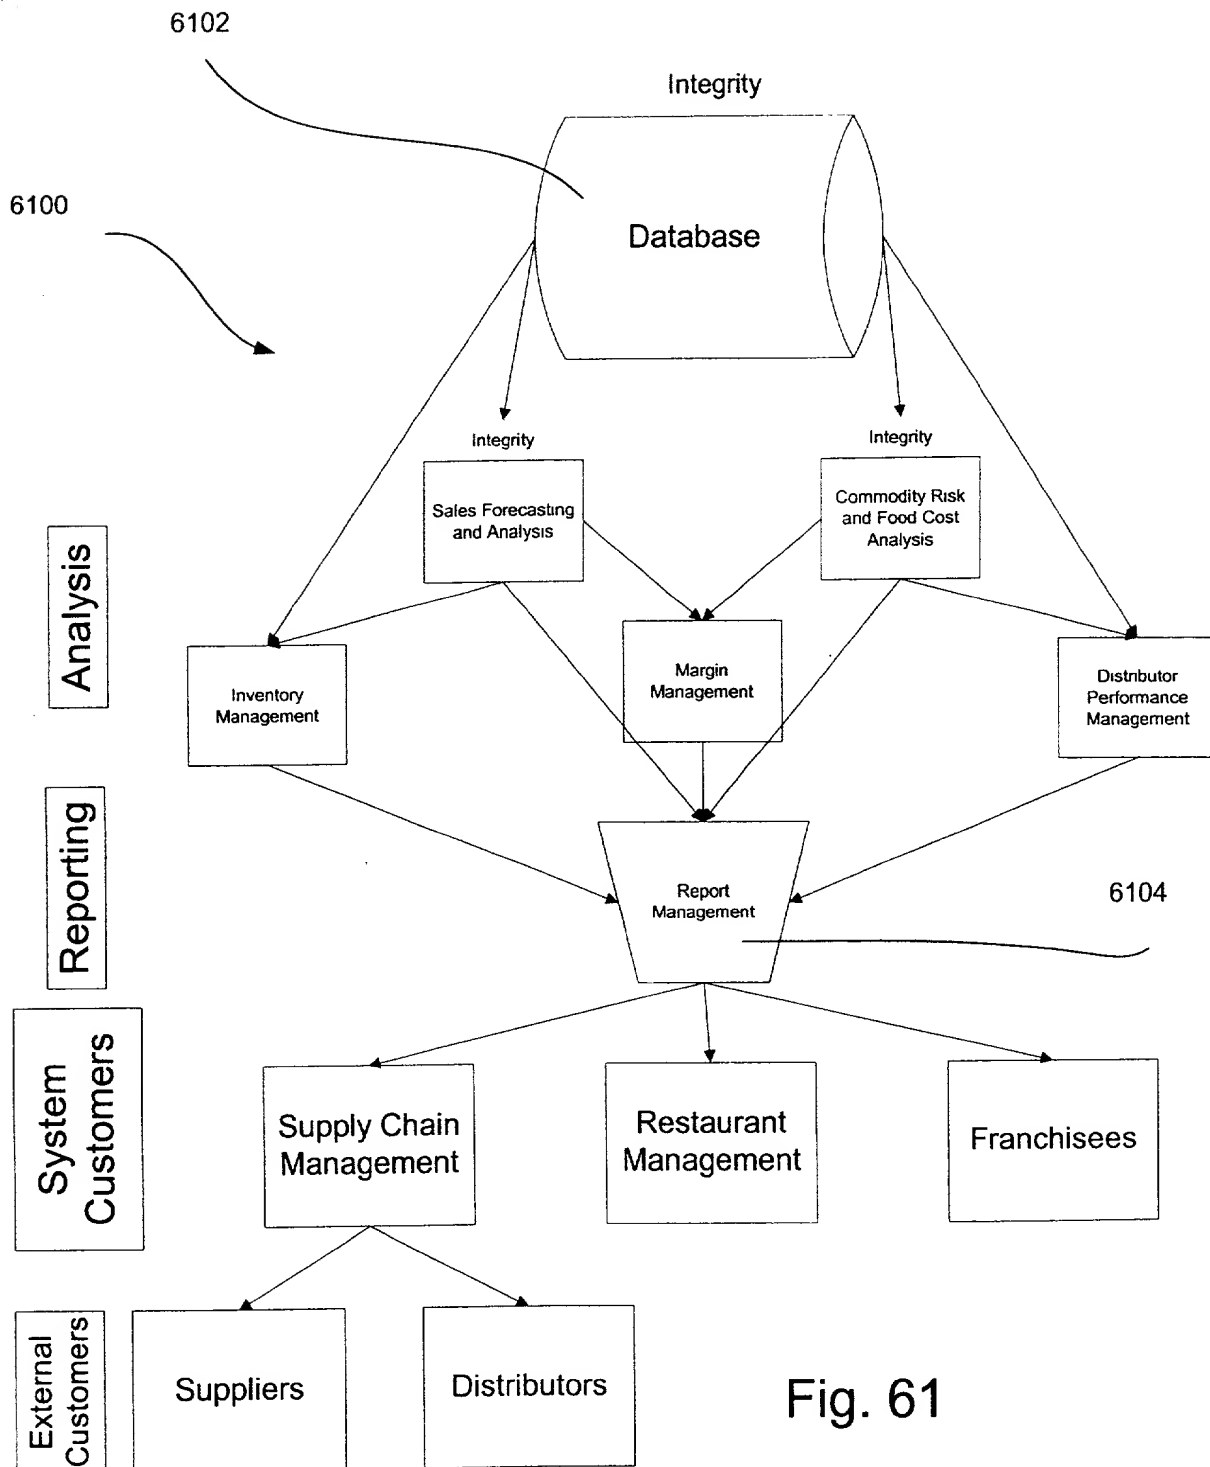 6102
Integrity
6100
Database
Integrity
Integrity
Sales Forecasting
and Analysis
Commodity Risk
and Food Cost
Analysis
Analysis
Inventory
Management
Margin
Management
Distributor
Performance
Management
Reporting
Report
Management
6104
System
Customers
Supply Chain
Management
Restaurant
Management
Franchisees
External
Customers
Suppliers
Distributors
Fig. 61